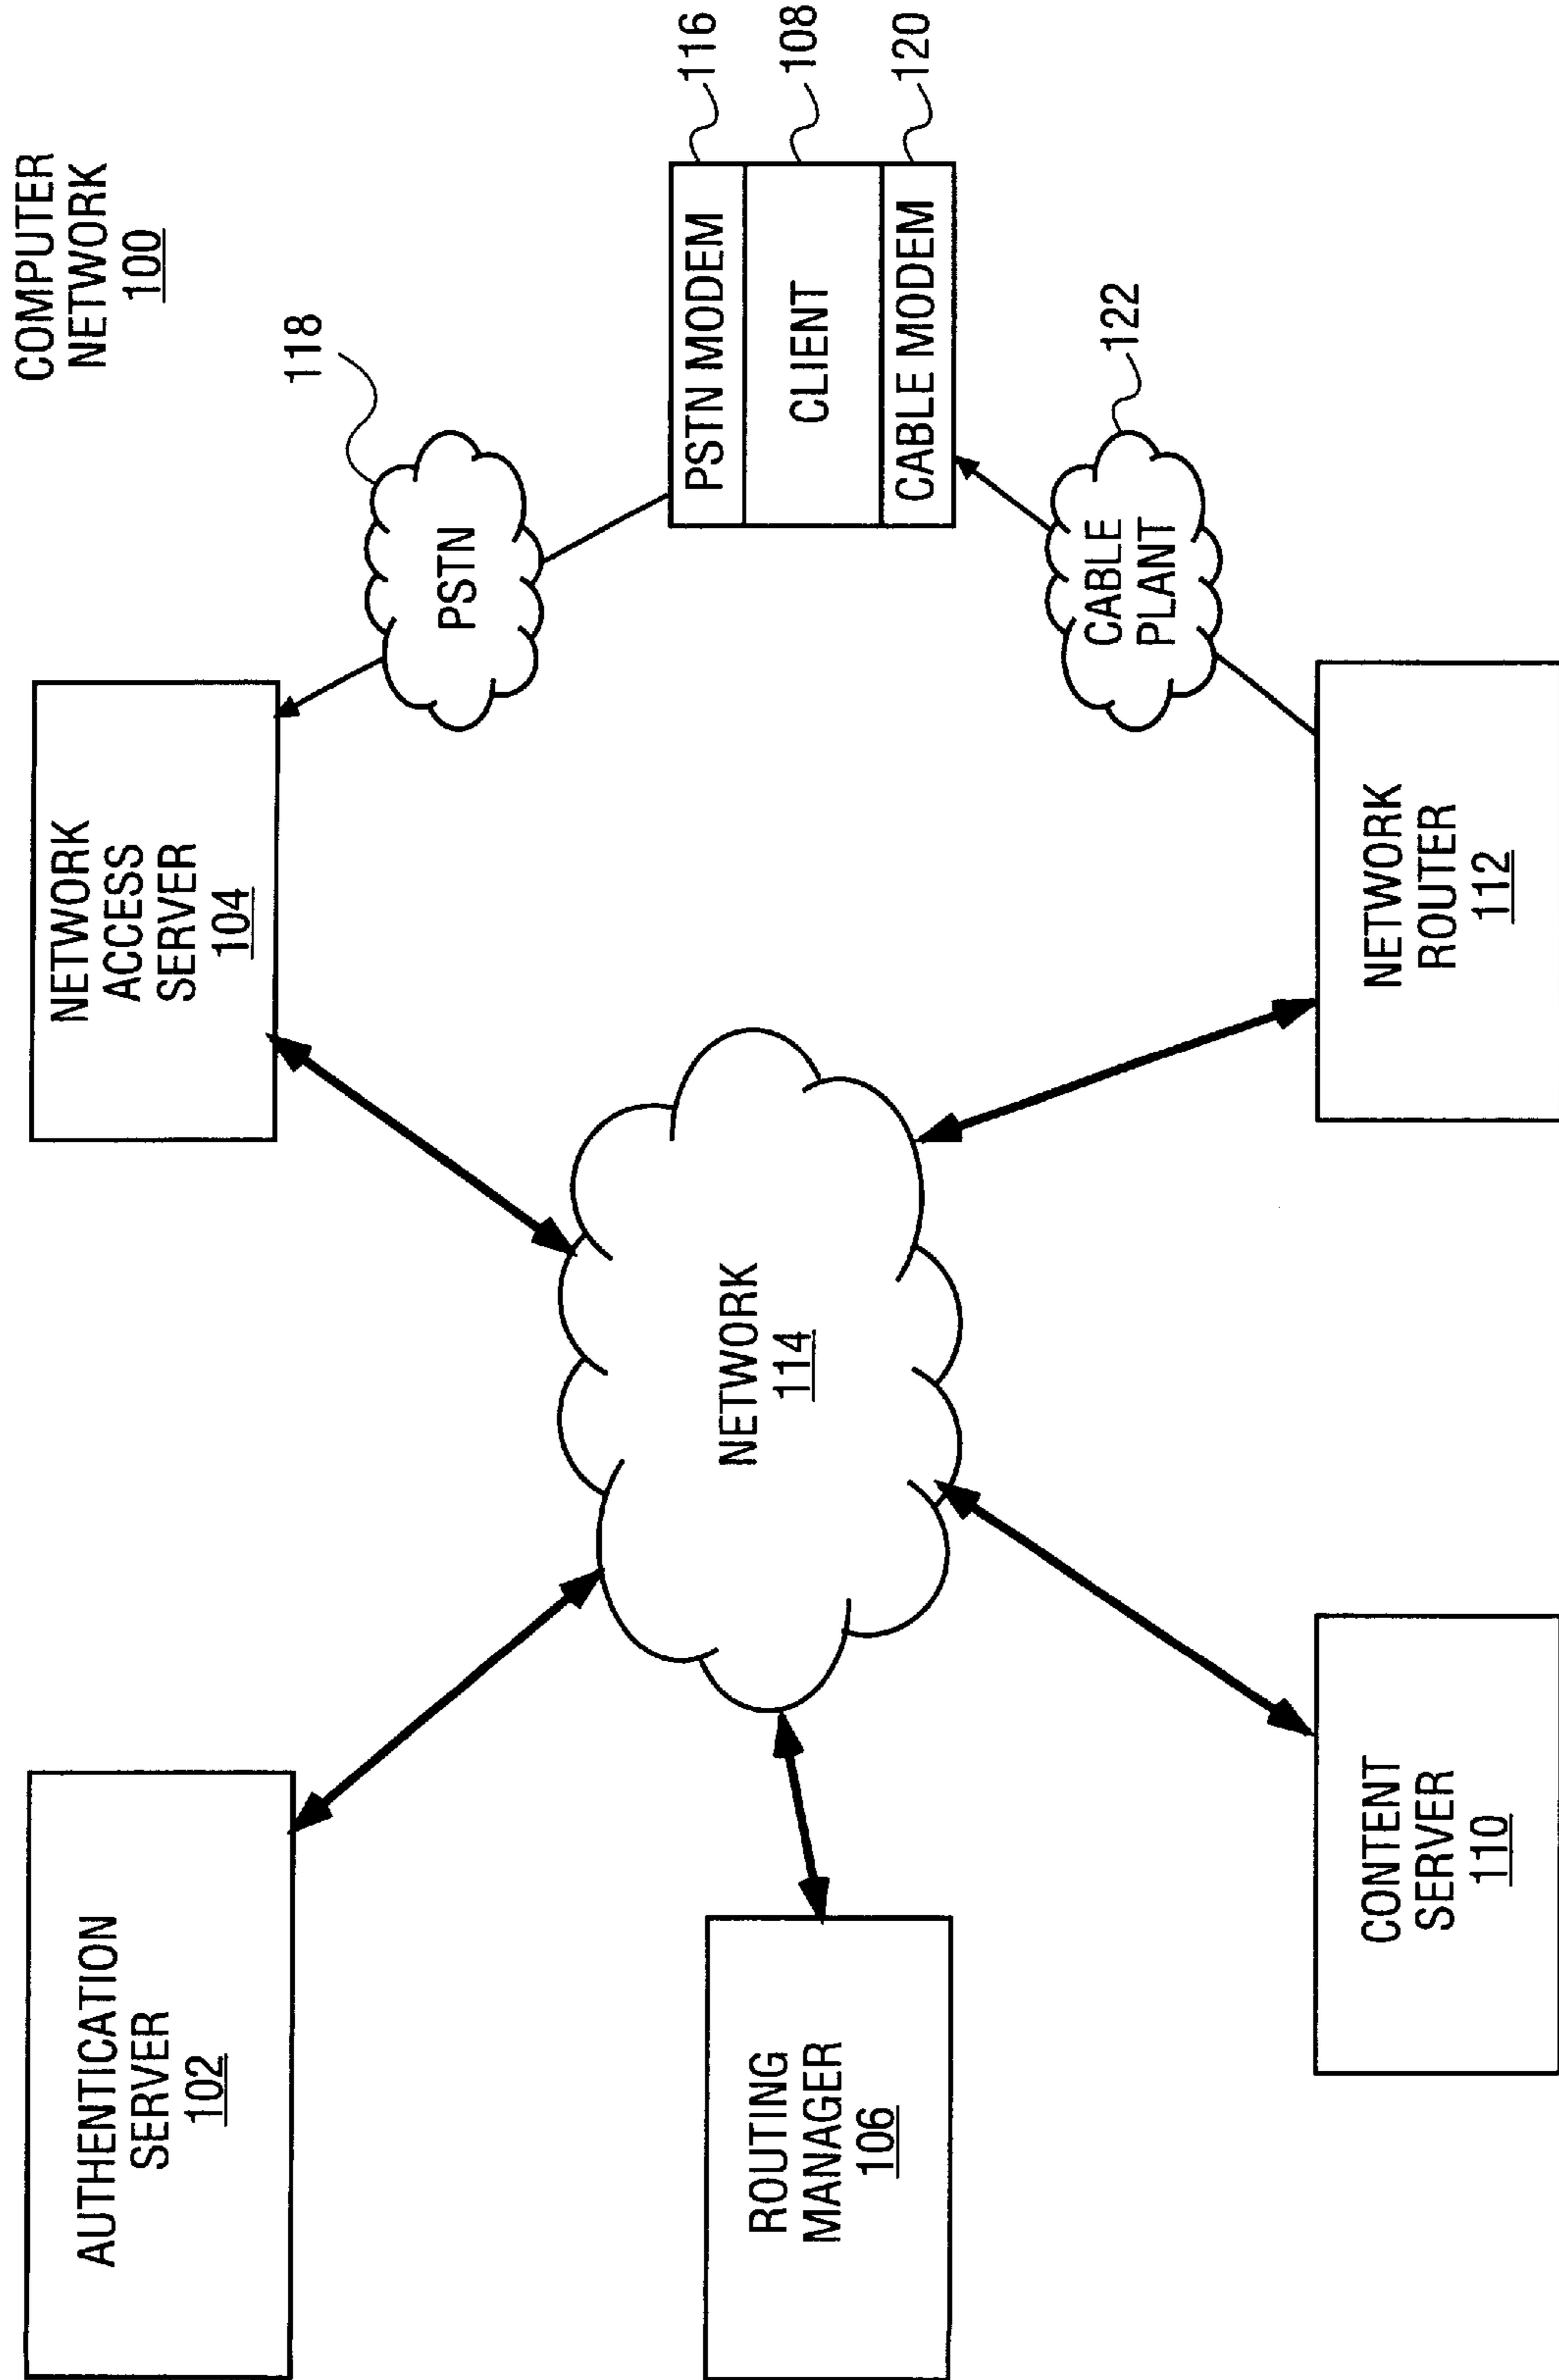 COMPUTER
NETWORK
100
AUTHENTICATION
SERVER
102
NETWORK
ACCESS
SERVER
104
118
PSTN
ROUTING
MANAGER
106
NETWORK
114
PSTN MODEM
116
CLIENT
108
CABLE MODEM
120
CABLE
PLANT
122
CONTENT
SERVER
110
NETWORK
ROUTER
112